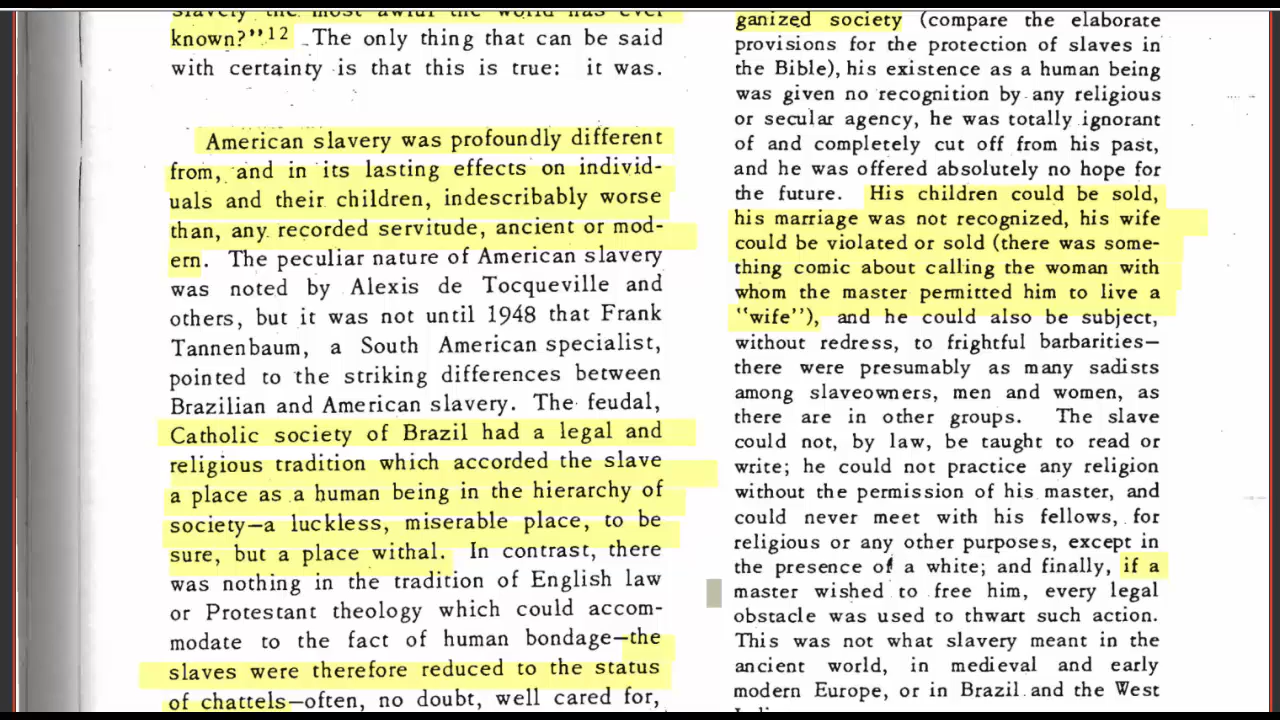 slavery the most awful the world has ever
known?"12 The only thing that can be said
with certainty is that this is true: it was.
American slavery was profoundly different
from, and in its lasting effects on individ-
uals and their children, indescribably worse
than, any recorded servitude, ancient or mod-
ern. The peculiar nature of American slavery
was noted by Alexis de Tocqueville and
others, but it was not until 1948 that Frank
Tannenbaum, a South American specialist,
pointed to the striking differences between
Brazilian and American slavery. The feudal,
Catholic society of Brazil had a legal and
religious tradition which accorded the slave
a place as a human being in the hierarchy of
society—a luckless, miserable place, to be
sure, but a place withal. In contrast, there
was nothing in the tradition of English law
or Protestant theology which could accom-
modate to the fact of human bondage—the
slaves were therefore reduced to the status
of chattels—often, no doubt, well cared for,
ganized society (compare the elaborate
provisions for the protection of slaves in
the Bible), his existence as a human being
was given no recognition by any religious
or secular agency, he was totally ignorant
of and completely cut off from his past,
and he was offered absolutely no hope for
the future. His children could be sold,
his marriage was not recognized, his wife
could be violated or sold (there was some-
thing comic about calling the woman with
whom the master permitted him to live a
"wife"), and he could also be subject,
without redress, to frightful barbarities—
there were presumably as many sadists
among slaveowners, men and women, as
there are in other groups. The slave
could not, by law, be taught to read or
write; he could not practice any religion
without the permission of his master, and
could never meet with his fellows, for
religious or any other purposes, except in
the presence of a white; and finally, if a
master wished to free him, every legal
obstacle was used to thwart such action.
This was not what slavery meant in the
ancient world, in medieval and early
modern Europe, or in Brazil and the West